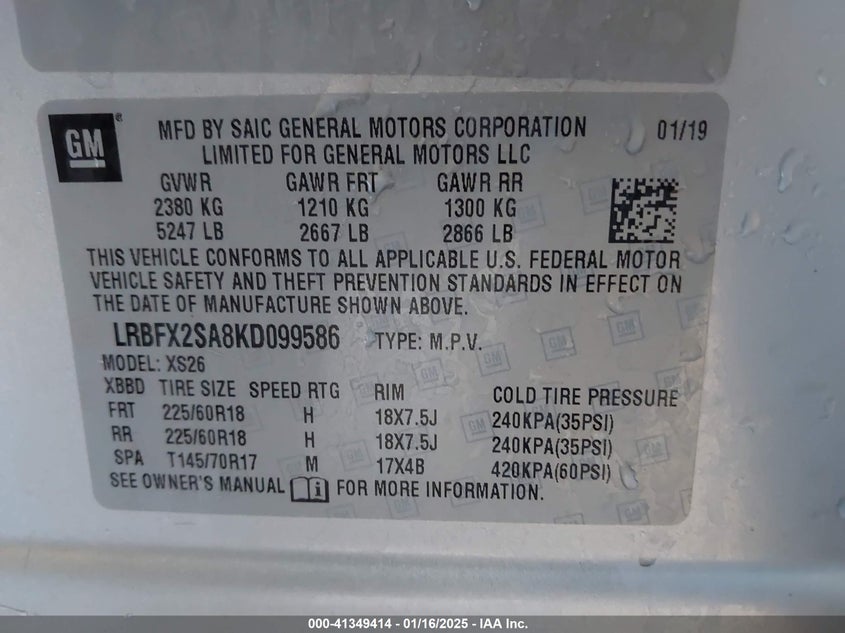 GM
MFD BY SAIC GENERAL MOTORS CORPORATION 01/19
LIMITED FOR GENERAL MOTORS LLC
GVWR GAWR FRT GAWR RR
2380 KG 1210 KG 1300 KG
5247 LB 2667 LB 2866 LB
THIS VEHICLE CONFORMS TO ALL APPLICABLE U.S. FEDERAL MOTOR
VEHICLE SAFETY AND THEFT PREVENTION STANDARDS IN EFFECT ON
THE DATE OF MANUFACTURE SHOWN ABOVE.
LRBFX2SA8KD099586 TYPE: M.P.V.
MODEL: XS26
XBBD TIRE SIZE SPEED RTG RIM COLD TIRE PRESSURE
FRT 225/60R18 H 18X7.5J 240KPA(35PSI)
RR 225/60R18 H 18X7.5J 240KPA(35PSI)
SPA T145/70R17 M 17X4B 420KPA(60PSI)
SEE OWNER'S MANUAL FOR MORE INFORMATION.
000-41349414 - 01/16/2025 - IAA Inc.